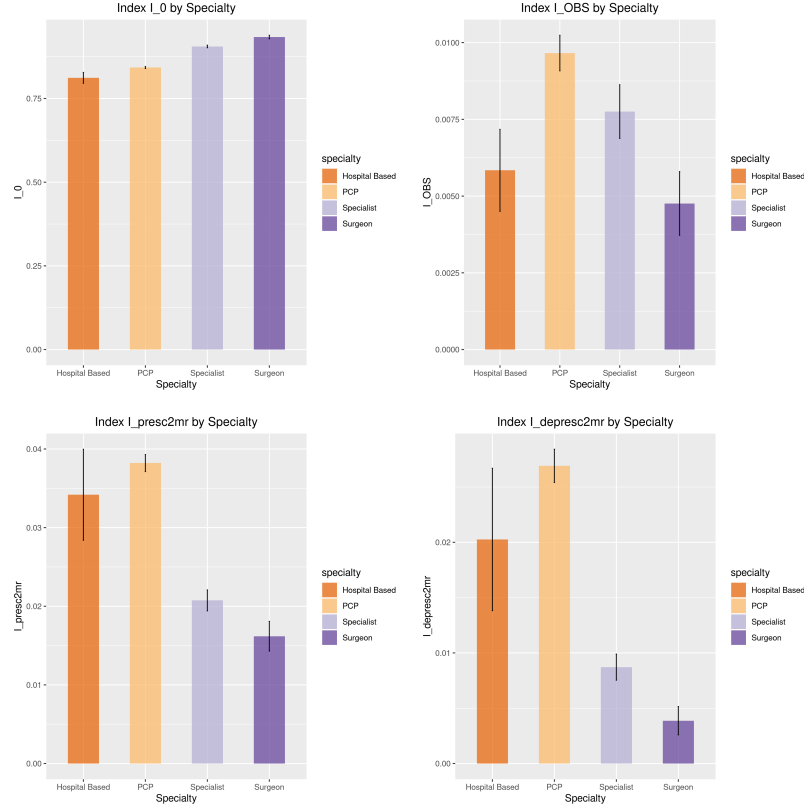 Index I_0 by Specialty
I_0
0.75
0.50
0.25
0.00
Hospital Based PCP Specialist Surgeon
Specialty
specialty
Hospital Based
PCP
Specialist
Surgeon
Index I_OBS by Specialty
I_OBS
0.0100
0.0075
0.0050
0.0025
0.0000
Hospital Based PCP Specialist Surgeon
Specialty
specialty
Hospital Based
PCP
Specialist
Surgeon
Index I_presc2mr by Specialty
I_presc2mr
0.04
0.03
0.02
0.01
0.00
Hospital Based PCP Specialist Surgeon
Specialty
specialty
Hospital Based
PCP
Specialist
Surgeon
Index I_depresc2mr by Specialty
I_depresc2mr
0.02
0.01
0.00
Hospital Based PCP Specialist Surgeon
Specialty
specialty
Hospital Based
PCP
Specialist
Surgeon